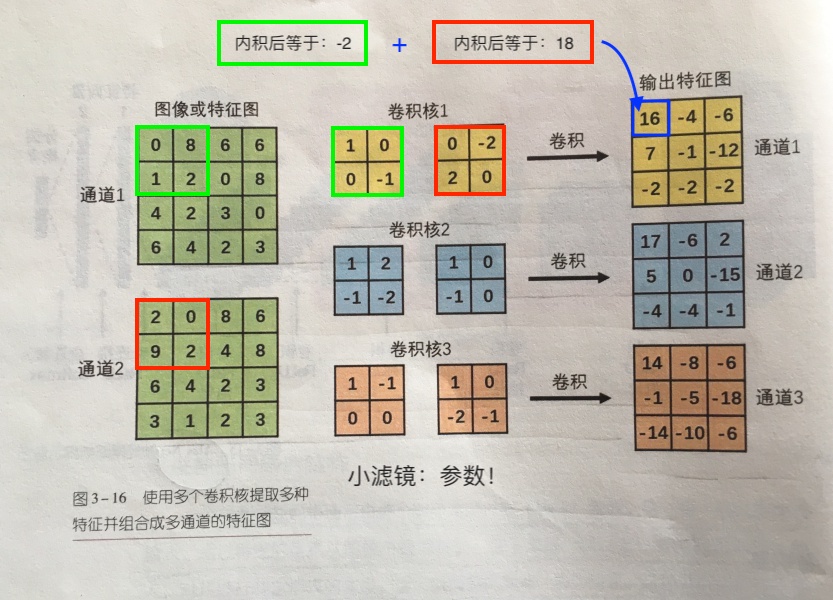 内积后等于：-2 + 内积后等于：18
图像或特征图 卷积核1 输出特征图
通道1
0 8 6 6
1 2 0 8
4 2 3 0
6 4 2 3
1 0
0 -1
0 -2
2 0
卷积
16 -4 -6
7 -1 -12
-2 -2 -2
通道1
卷积核2
1 2
-1 -2
1 0
-1 0
卷积
17 -6 2
5 0 -15
-4 -4 -1
通道2
通道2
2 0 8 6
9 2 4 8
6 4 2 3
3 1 2 3
卷积核3
1 -1
0 0
1 0
-2 -1
卷积
14 -8 -6
-1 -5 -18
-14 -10 -6
通道3
小滤镜：参数！
图3-16 使用多个卷积核提取多种
特征并组合成多通道的特征图